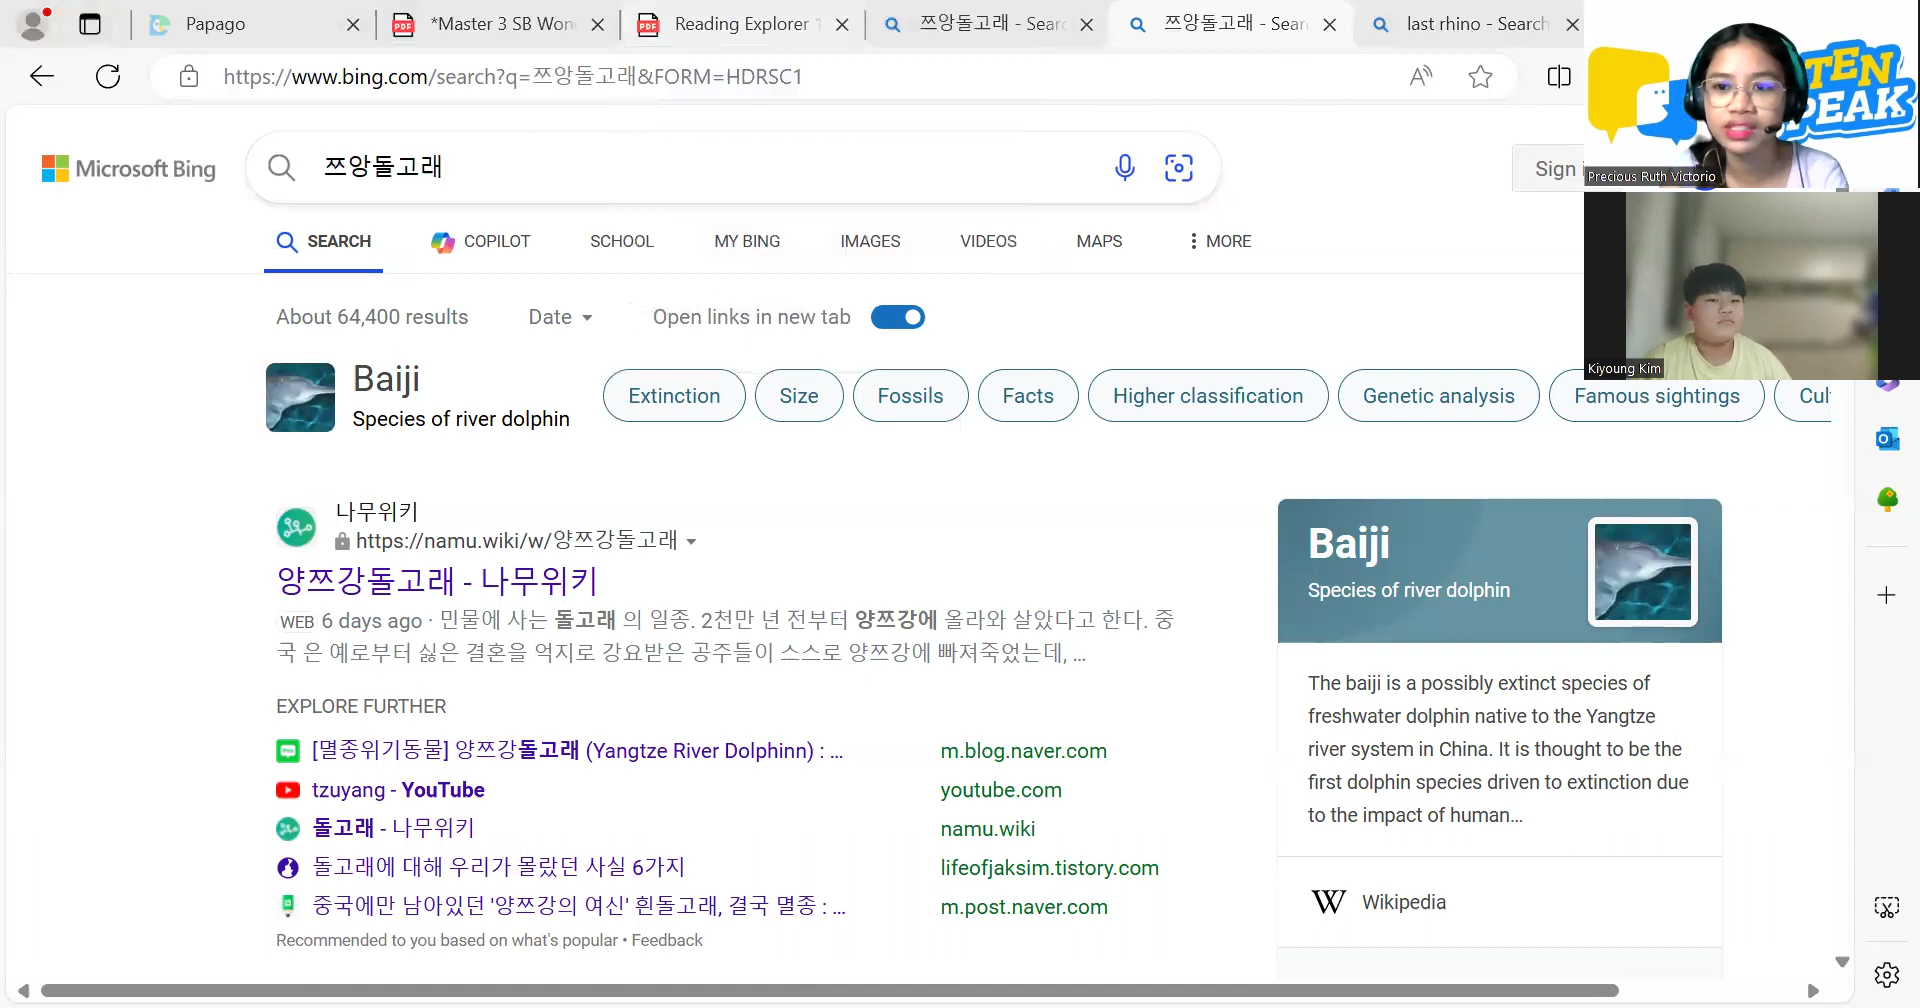 Papago
*Master 3 SB Won
Reading Explorer 1
쯔앙돌고래 - Searc
쯔앙돌고래 - Sear
last rhino - Search
https://www.bing.com/search?q=쯔앙돌고래&FORM=HDRSC1
TEN
PEAK
Precious Ruth Victorio
Kiyoung Kim
Microsoft Bing
쯔앙돌고래
Sign i
SEARCH
COPILOT
SCHOOL
MY BING
IMAGES
VIDEOS
MAPS
MORE
About 64,400 results
Date
Open links in new tab
Baiji
Species of river dolphin
Extinction
Size
Fossils
Facts
Higher classification
Genetic analysis
Famous sightings
Cul
나무위키
https://namu.wiki/w/양쯔강돌고래
양쯔강돌고래 - 나무위키
WEB 6 days ago · 민물에 사는 돌고래 의 일종. 2천만 년 전부터 양쯔강에 올라와 살았다고 한다. 중
국 은 예로부터 싫은 결혼을 억지로 강요받은 공주들이 스스로 양쯔강에 빠져죽었는데, ...
EXPLORE FURTHER
[멸종위기동물] 양쯔강돌고래 (Yangtze River Dolphinn) : ... m.blog.naver.com
tzuyang - YouTube youtube.com
돌고래 - 나무위키 namu.wiki
돌고래에 대해 우리가 몰랐던 사실 6가지 lifeofjaksim.tistory.com
중국에만 남아있던 '양쯔강의 여신' 흰돌고래, 결국 멸종 : ... m.post.naver.com
Recommended to you based on what's popular • Feedback
Baiji
Species of river dolphin
The baiji is a possibly extinct species of
freshwater dolphin native to the Yangtze
river system in China. It is thought to be the
first dolphin species driven to extinction due
to the impact of human...
Wikipedia